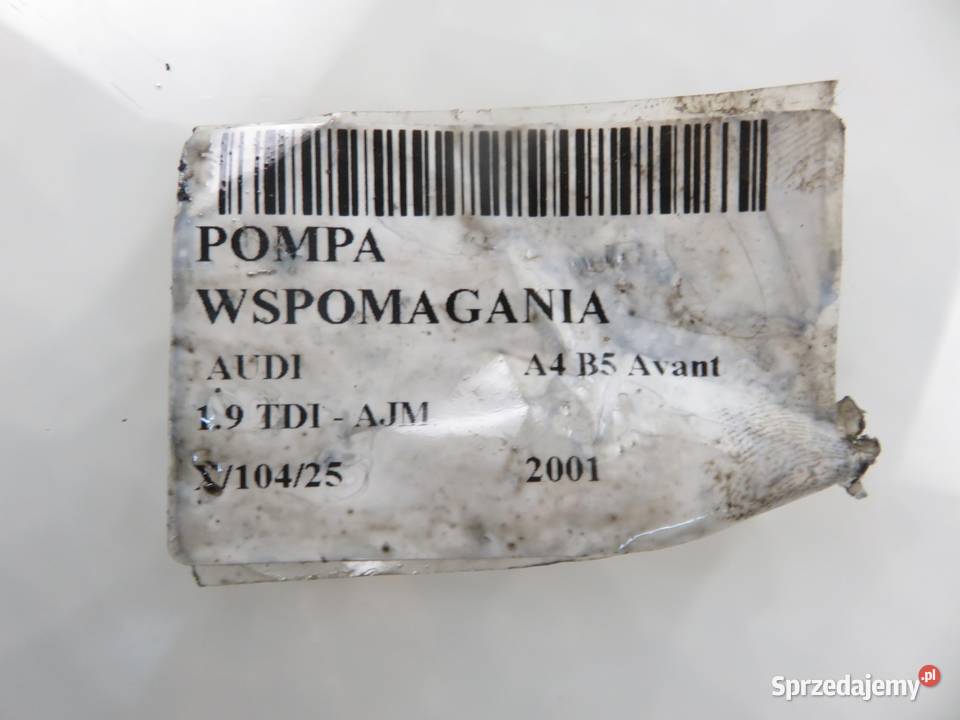 POMPA
WSPOMAGANIA
AUDI A4 B5 Avant
1.9 TDI - AJM
X/104/25 2001
Sprzedajemy.pl